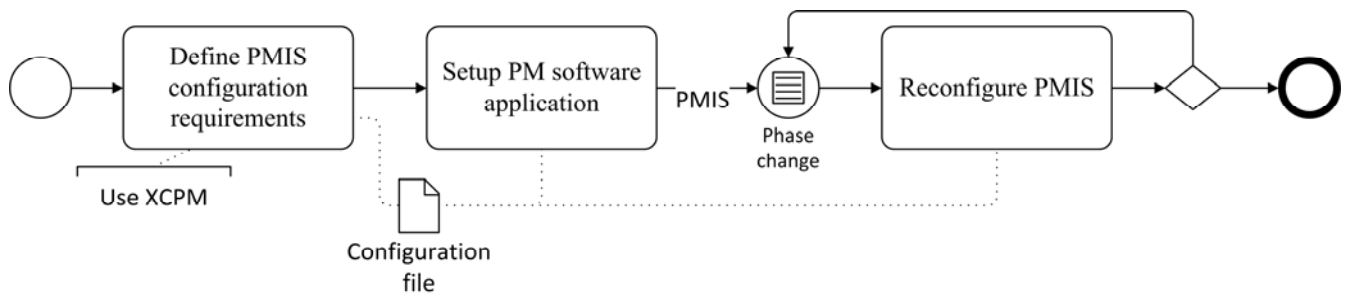 Define PMIS
configuration
requirements
Setup PM software
application
PMIS
Phase
change
Reconfigure PMIS
Use XCPM
Configuration
file